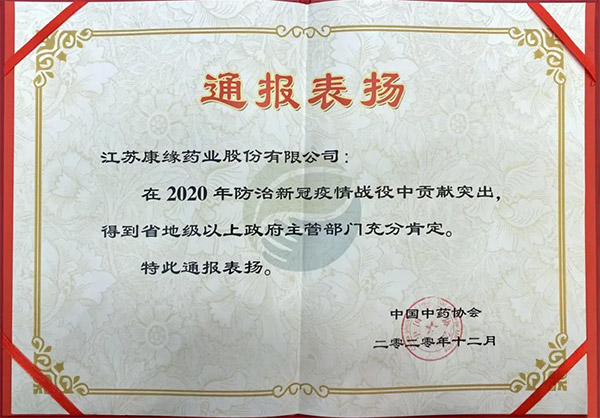 通报表扬
江苏康缘药业股份有限公司：
在2020年防治新冠疫情战役中贡献突出，
得到省地级以上政府主管部门充分肯定。
特此通报表扬。
中国中药协会
二零二零年十二月